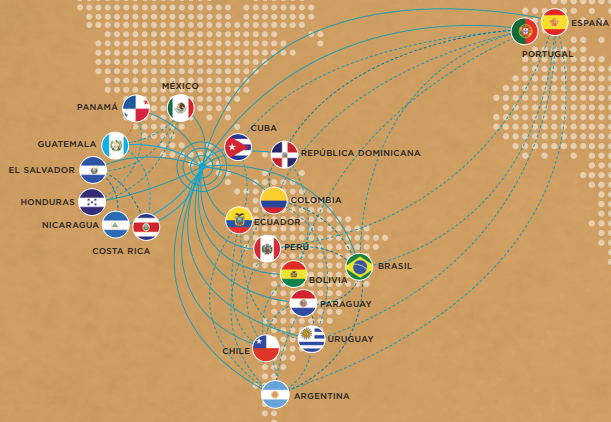 ESPAÑA
PORTUGAL
MÉXICO
PANAMÁ
CUBA
GUATEMALA
REPÚBLICA DOMINICANA
EL SALVADOR
COLOMBIA
HONDURAS
ECUADOR
NICARAGUA
PERÚ
COSTA RICA
BRASIL
BOLIVIA
PARAGUAY
URUGUAY
CHILE
ARGENTINA